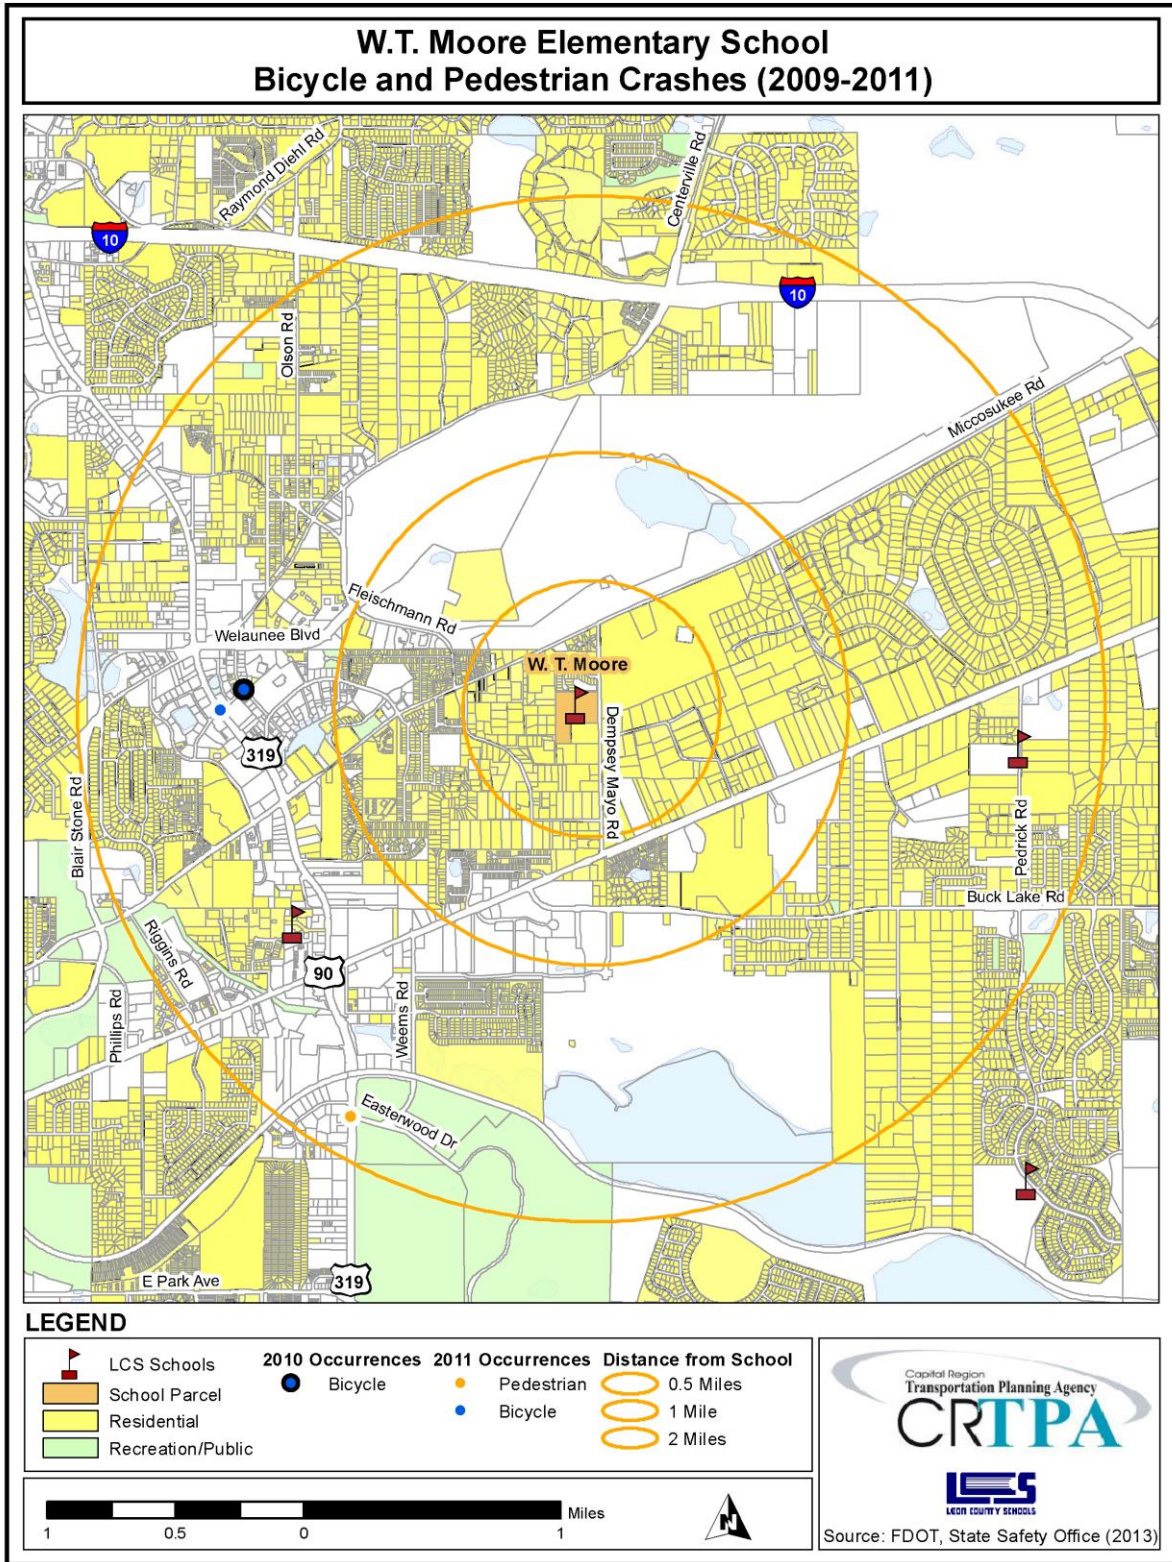 W.T. Moore Elementary School
Bicycle and Pedestrian Crashes (2009-2011)
Raymond Diehl Rd
Centerville Rd
10
10
Olson Rd
Miccosukee Rd
Fleischmann Rd
Welaunee Blvd
W. T. Moore
Dempsey Mayo Rd
319
Blair Stone Rd
Pedrick Rd
Buck Lake Rd
Riggins Rd
90
Phillips Rd
Weems Rd
Easterwood Dr
E Park Ave
319
LEGEND
LCS Schools
School Parcel
Residential
Recreation/Public
2010 Occurrences
Bicycle
2011 Occurrences
Pedestrian
Bicycle
Distance from School
0.5 Miles
1 Mile
2 Miles
Miles
1 0.5 0 1
N
Capital Region
Transportation Planning Agency
CRTPA
LCS
LEON COUNTY SCHOOLS
Source: FDOT, State Safety Office (2013)